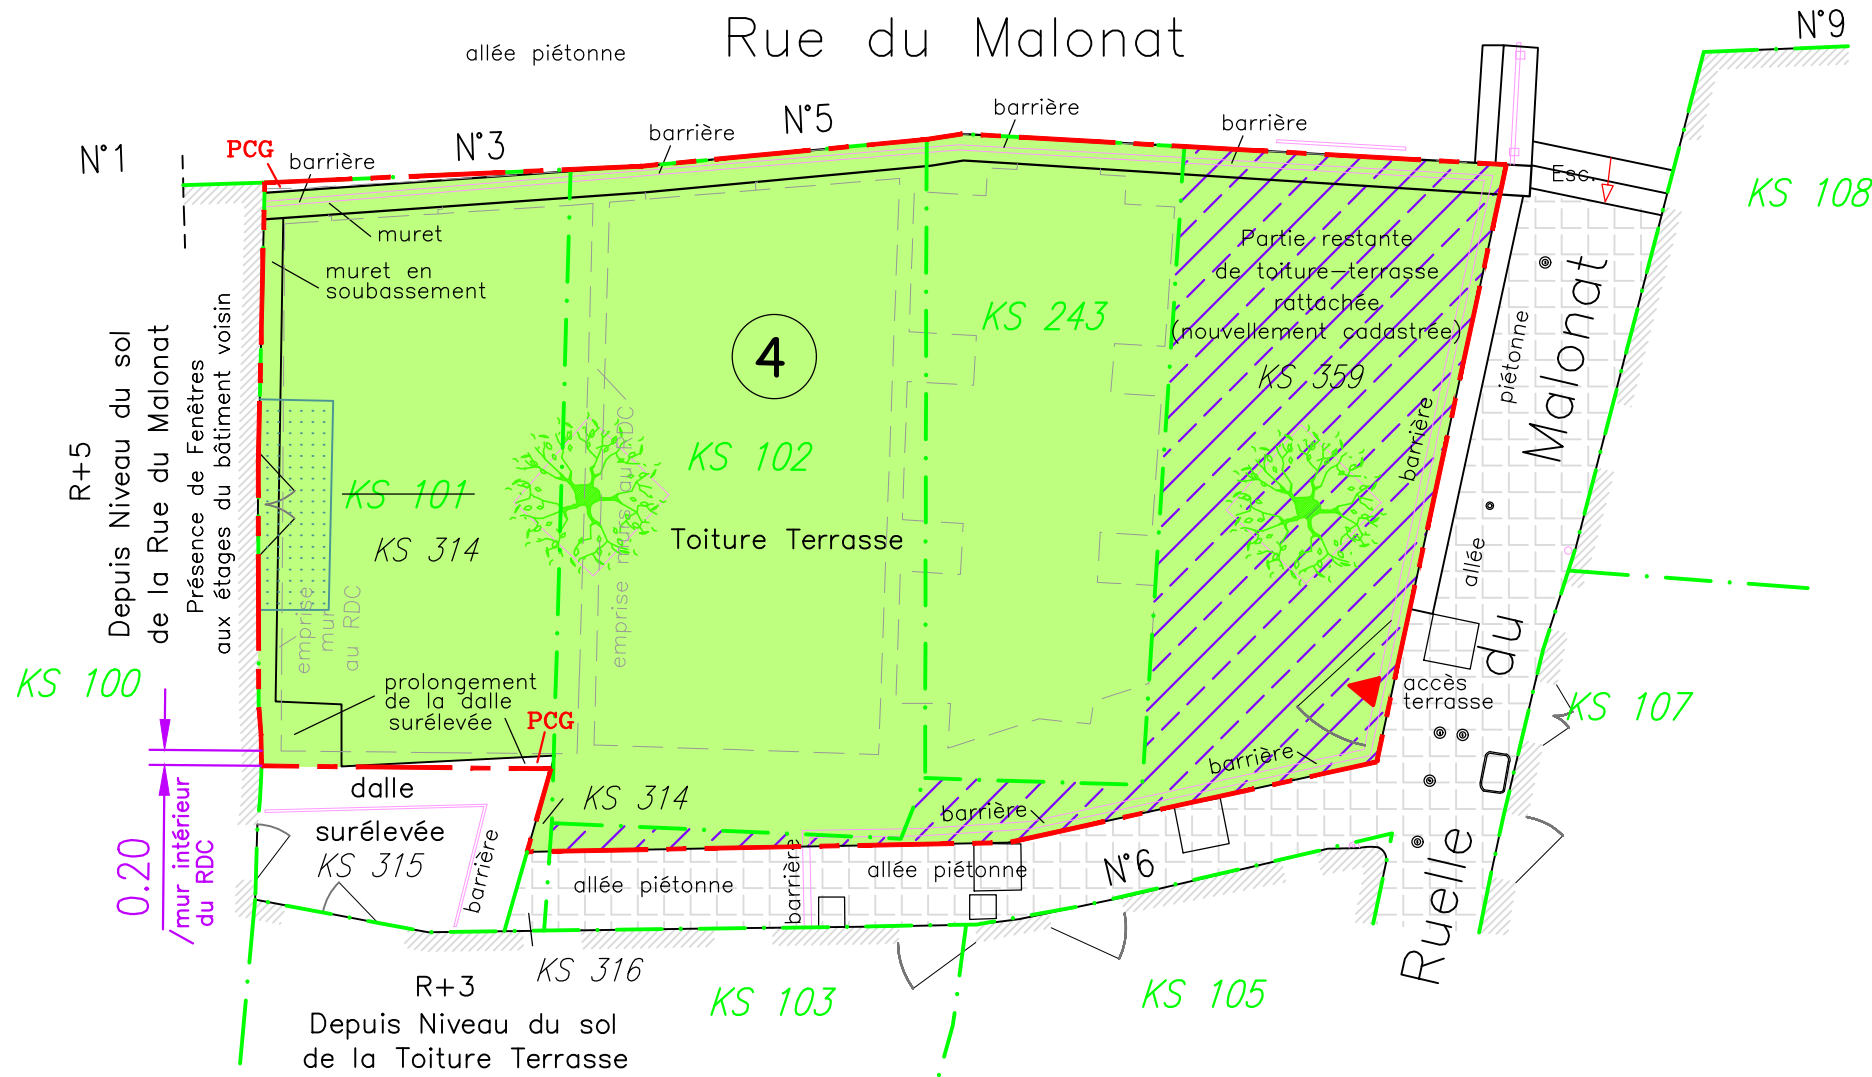 Rue du Malonat
allée piétonne
N°9
N°1
PCG
barrière
N°3
barrière
N°5
barrière
barrière
Esc.
KS 108
muret
muret en
soubassement
Partie restante
de toiture-terrasse
rattachée
(nouvellement cadastrée)
KS 359
KS 243
4
KS 102
KS 101
KS 314
Toiture Terrasse
emprise murs au RDC
emprise
mur
au RDC
R+5
Depuis Niveau du sol
de la Rue du Malonat
Présence de Fenêtres
aux étages du bâtiment voisin
KS 100
prolongement
de la dalle
surélevée
PCG
barrière
piétonne
allée
Ruelle du Malonat
accès
terrasse
KS 107
barrière
barrière
KS 314
dalle
surélevée
KS 315
barrière
0.20
/mur intérieur
du RDC
allée piétonne
barrière
allée piétonne
N°6
KS 316
R+3
Depuis Niveau du sol
de la Toiture Terrasse
KS 103
KS 105